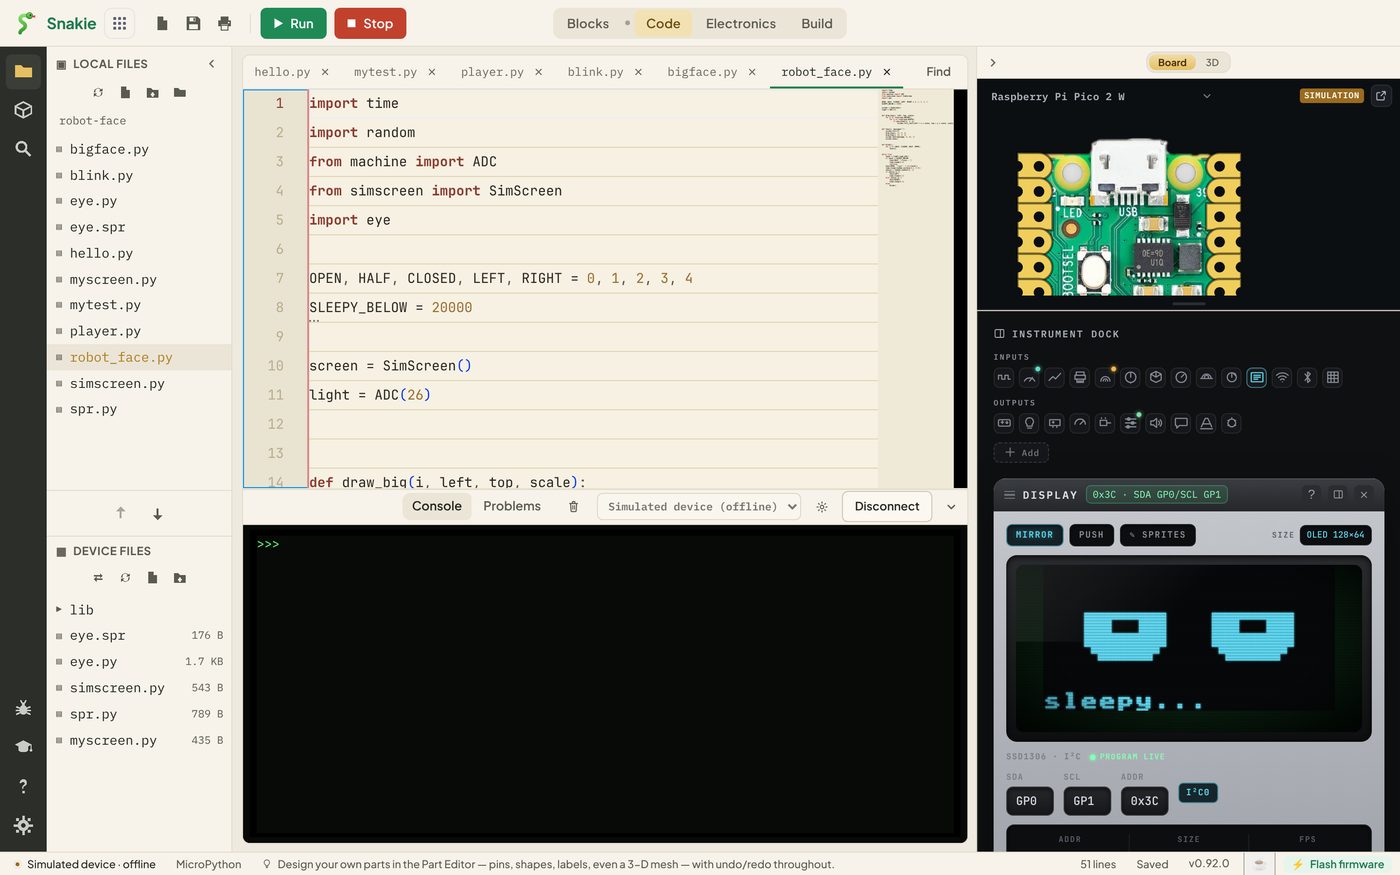 Snakie
Run
Stop
Blocks
Code
Electronics
Build
LOCAL FILES
robot-face
bigface.py
blink.py
eye.py
eye.spr
hello.py
myscreen.py
mytest.py
player.py
robot_face.py
simscreen.py
spr.py
DEVICE FILES
lib
eye.spr 176 B
eye.py 1.7 KB
simscreen.py 543 B
spr.py 789 B
myscreen.py 435 B
hello.py
mytest.py
player.py
blink.py
bigface.py
robot_face.py
Find
1 import time
2 import random
3 from machine import ADC
4 from simscreen import SimScreen
5 import eye
6
7 OPEN, HALF, CLOSED, LEFT, RIGHT = 0, 1, 2, 3, 4
8 SLEEPY_BELOW = 20000
9
10 screen = SimScreen()
11 light = ADC(26)
12
13
14 def draw_big(i, left, top, scale):
Console
Problems
Simulated device (offline)
Disconnect
>>>
Board
3D
Raspberry Pi Pico 2 W
SIMULATION
LED
USB
BOOTSEL
INSTRUMENT DOCK
INPUTS
OUTPUTS
Add
DISPLAY
0x3C · SDA GP0/SCL GP1
?
MIRROR
PUSH
SPRITES
SIZE
OLED 128×64
sleepy...
SSD1306 · I²C
PROGRAM LIVE
SDA
SCL
ADDR
GP0
GP1
0x3C
I²C0
ADDR
SIZE
FPS
Simulated device · offline
MicroPython
Design your own parts in the Part Editor — pins, shapes, labels, even a 3-D mesh — with undo/redo throughout.
51 lines
Saved
v0.92.0
Flash firmware